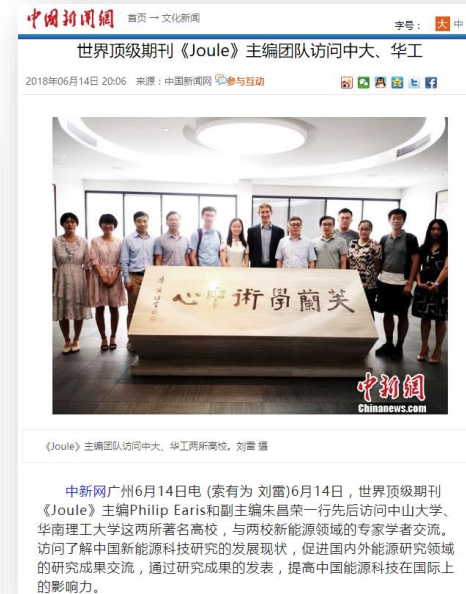 中国新闻网
首页 → 文化新闻
字号： 大 中
世界顶级期刊《Joule》主编团队访问中大、华工
2018年06月14日 20:06 来源：中国新闻网 参与互动
芙蘭學術中心
中新網
Chinanews.com
《Joule》主编团队访问中大、华工两所高校。刘雷 摄
中新网广州6月14日电 (索有为 刘雷)6月14日，世界顶级期刊
《Joule》主编Philip Earis和副主编朱昌荣一行先后访问中山大学、
华南理工大学这两所著名高校，与两校新能源领域的专家学者交流。
访问了解中国新能源科技研究的发展现状，促进国内外能源研究领域
的研究成果交流，通过研究成果的发表，提高中国能源科技在国际上
的影响力。